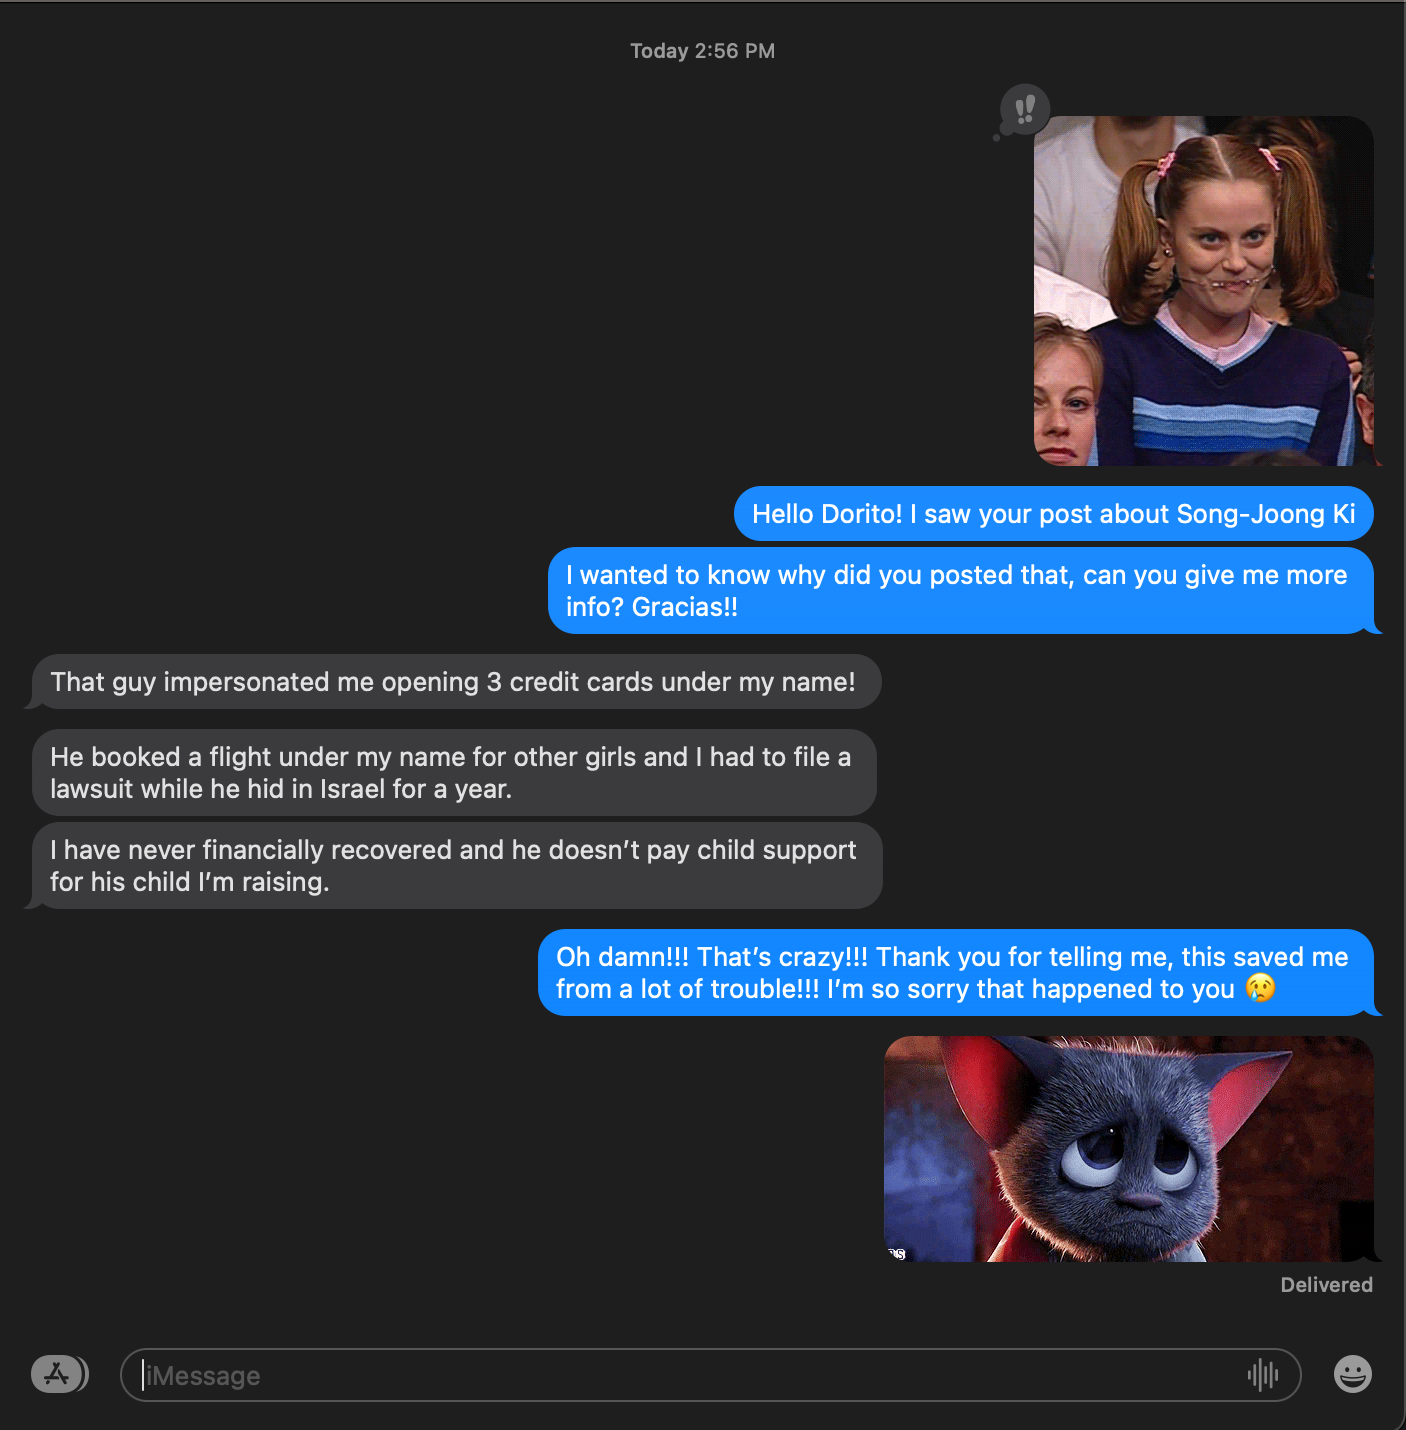 Today 2:56 PM
Hello Dorito! I saw your post about Song-Joong Ki
I wanted to know why did you posted that, can you give me more
info? Gracias!!
That guy impersonated me opening 3 credit cards under my name!
He booked a flight under my name for other girls and I had to file a
lawsuit while he hid in Israel for a year.
I have never financially recovered and he doesn’t pay child support
for his child I’m raising.
Oh damn!!! That’s crazy!!! Thank you for telling me, this saved me
from a lot of trouble!!! I’m so sorry that happened to you 😢
Delivered
iMessage